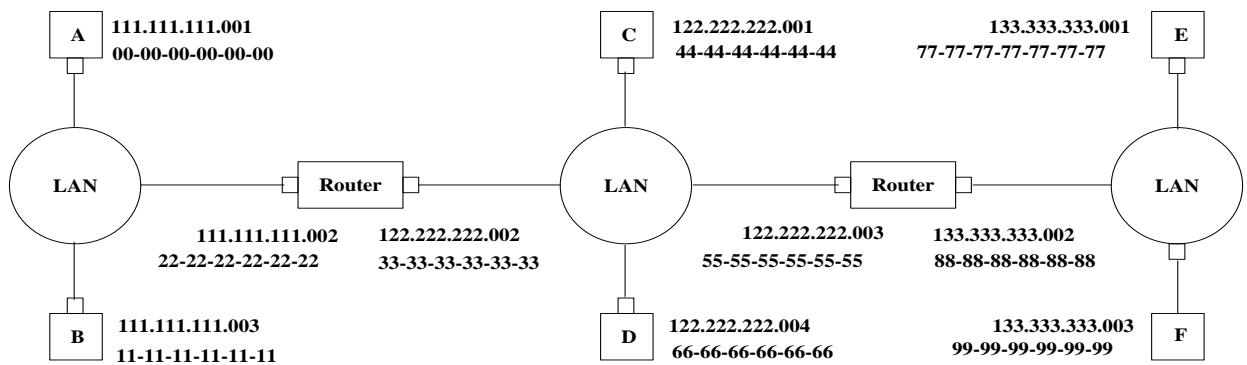 A
111.111.111.001
00-00-00-00-00-00
C
122.222.222.001
44-44-44-44-44-44
133.333.333.001
77-77-77-77-77-77-77
E
LAN
Router
LAN
Router
LAN
111.111.111.002
22-22-22-22-22-22
122.222.222.002
33-33-33-33-33-33
122.222.222.003
55-55-55-55-55-55
133.333.333.002
88-88-88-88-88-88
B
111.111.111.003
11-11-11-11-11-11
D
122.222.222.004
66-66-66-66-66-66
133.333.333.003
99-99-99-99-99-99
F